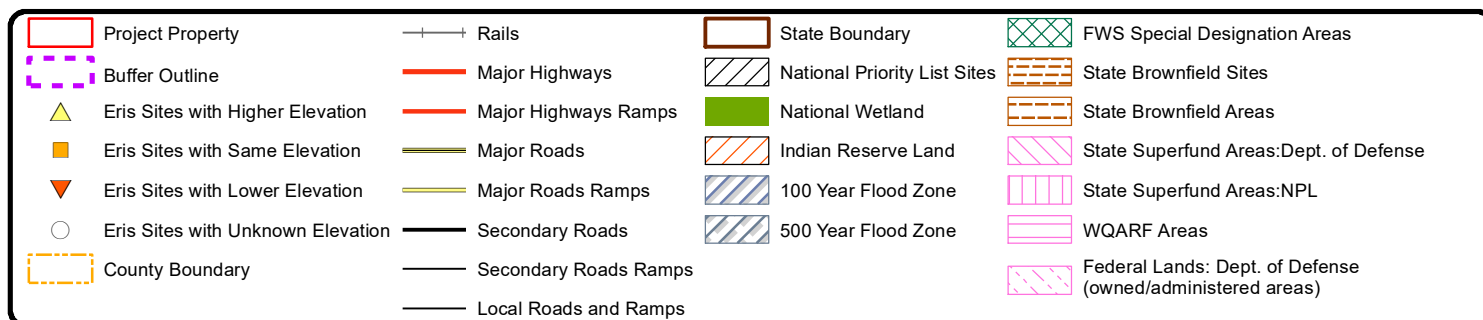 Project Property
Buffer Outline
Eris Sites with Higher Elevation
Eris Sites with Same Elevation
Eris Sites with Lower Elevation
Eris Sites with Unknown Elevation
County Boundary
Rails
Major Highways
Major Highways Ramps
Major Roads
Major Roads Ramps
Secondary Roads
Secondary Roads Ramps
Local Roads and Ramps
State Boundary
National Priority List Sites
National Wetland
Indian Reserve Land
100 Year Flood Zone
500 Year Flood Zone
FWS Special Designation Areas
State Brownfield Sites
State Brownfield Areas
State Superfund Areas:Dept. of Defense
State Superfund Areas:NPL
WQARF Areas
Federal Lands: Dept. of Defense
(owned/administered areas)